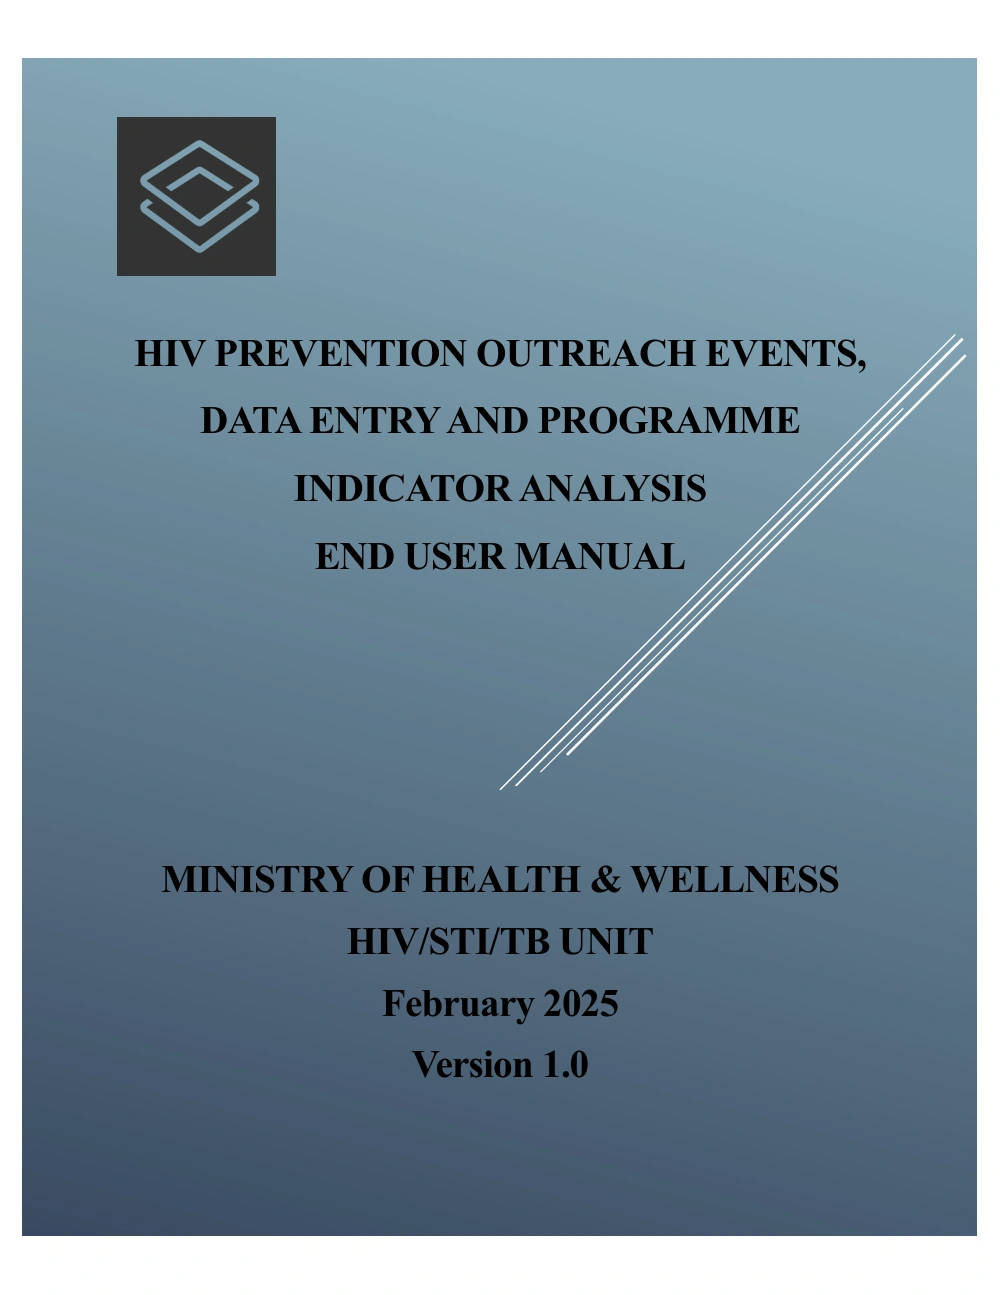 HIV PREVENTION OUTREACH EVENTS,
DATA ENTRY AND PROGRAMME
INDICATOR ANALYSIS
END USER MANUAL
MINISTRY OF HEALTH & WELLNESS
HIV/STI/TB UNIT
February 2025
Version 1.0